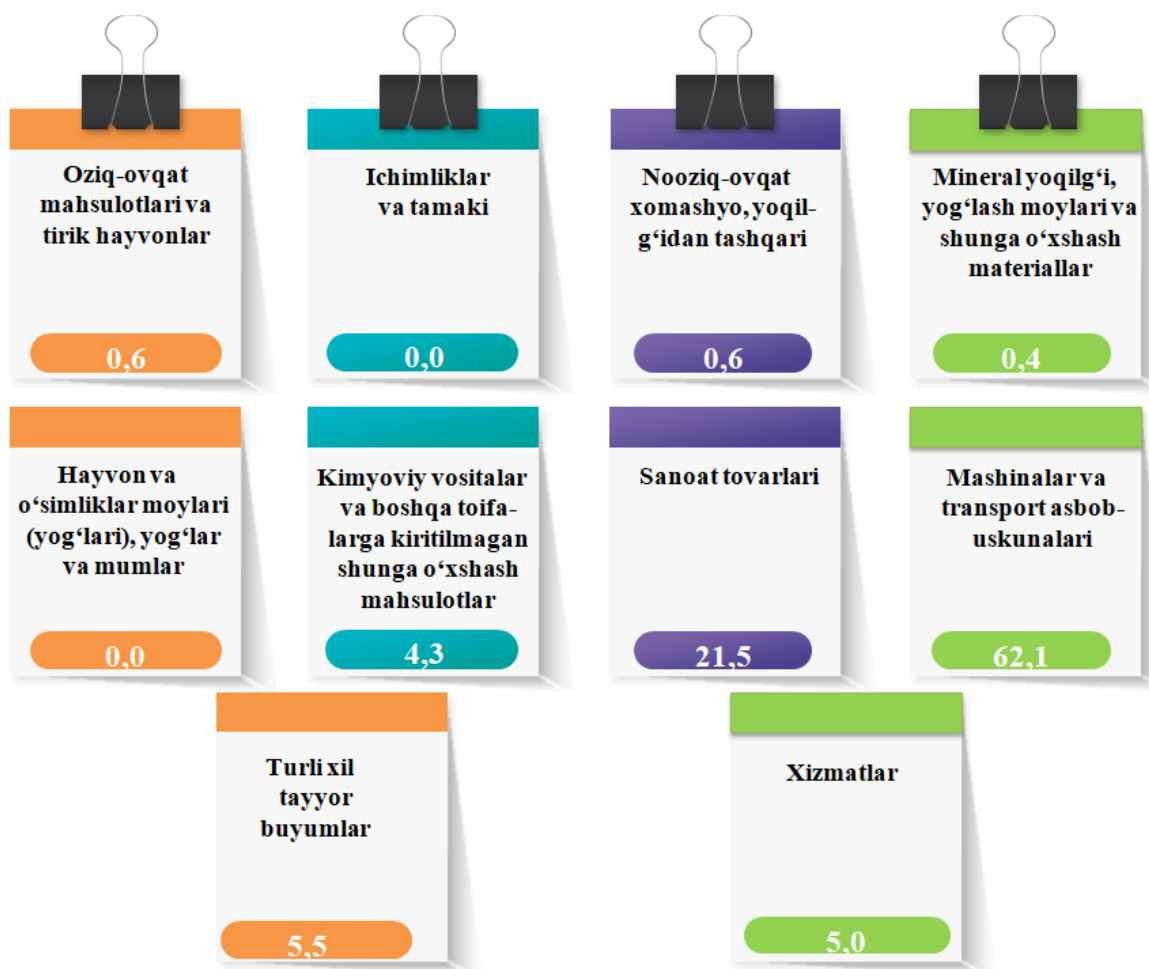 Oziq-ovqat
mahsulotlari va
tirik hayvonlar
0,6
Ichimliklar
va tamaki
0,0
Nooziq-ovqat
xomashyo, yoqil-
g‘idan tashqari
0,6
Mineral yoqilg‘i,
yog‘lash moylari va
shunga o‘xshash
materiallar
0,4
Hayvon va
o‘simliklar moylari
(yog‘lari), yog‘lar
va mumlar
0,0
Kimyoviy vositalar
va boshqa toifa-
larga kiritilmagan
shunga o‘xshash
mahsulotlar
4,3
Sanoat tovarlari
21,5
Mashinalar va
transport asbob-
uskunalari
62,1
Turli xil
tayyor
buyumlar
5,5
Xizmatlar
5,0